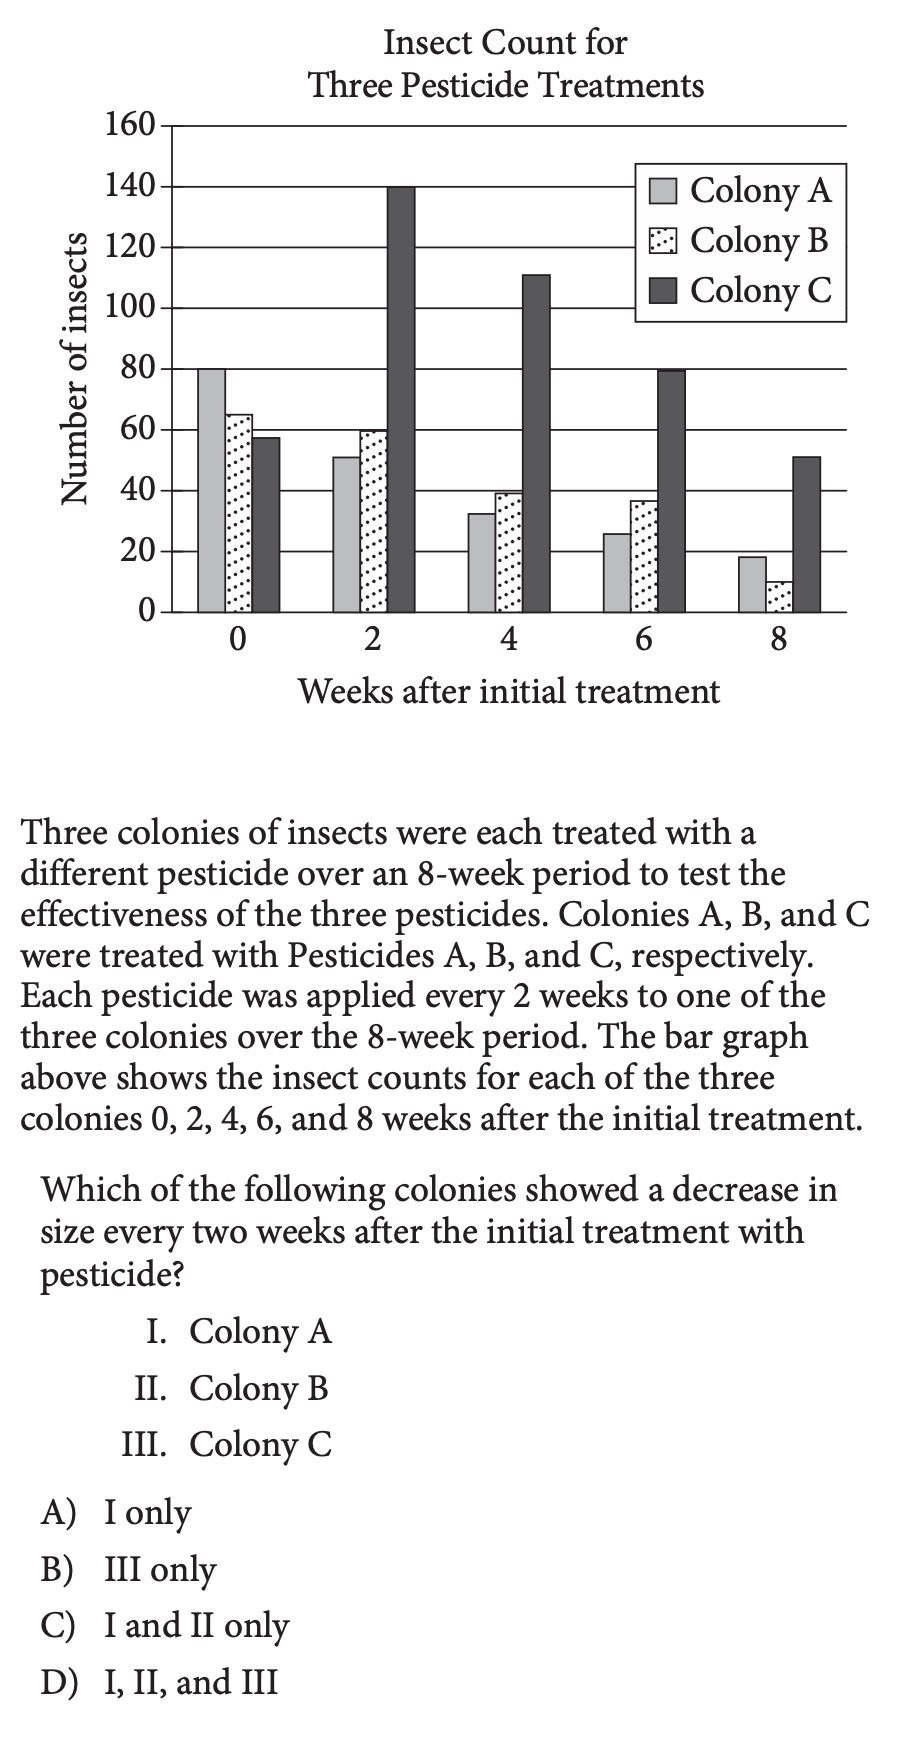 Insect Count for
Three Pesticide Treatments
160
140
120
100
80
60
40
20
0
Number of insects
Colony A
Colony B
Colony C
0 2 4 6 8
Weeks after initial treatment
Three colonies of insects were each treated with a
different pesticide over an 8-week period to test the
effectiveness of the three pesticides. Colonies A, B, and C
were treated with Pesticides A, B, and C, respectively.
Each pesticide was applied every 2 weeks to one of the
three colonies over the 8-week period. The bar graph
above shows the insect counts for each of the three
colonies 0, 2, 4, 6, and 8 weeks after the initial treatment.
Which of the following colonies showed a decrease in
size every two weeks after the initial treatment with
pesticide?
I. Colony A
II. Colony B
III. Colony C
A) I only
B) III only
C) I and II only
D) I, II, and III